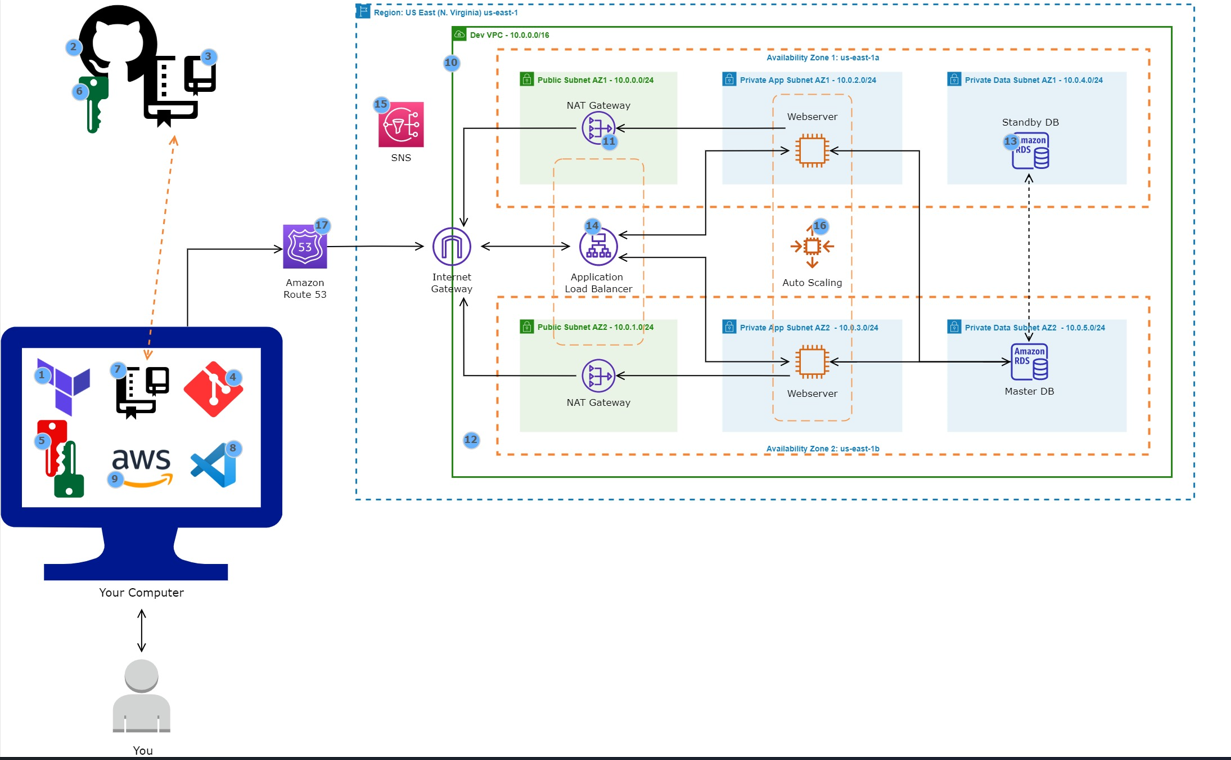 Region: US East (N. Virginia) us-east-1
Dev VPC - 10.0.0.0/16
Availability Zone 1: us-east-1a
Public Subnet AZ1 - 10.0.0.0/24
Private App Subnet AZ1 - 10.0.2.0/24
Private Data Subnet AZ1 - 10.0.4.0/24
2
3
6
10
15
SNS
NAT Gateway
11
Webserver
Standby DB
13
Amazon
RDS
17
53
Amazon
Route 53
Internet
Gateway
14
Application
Load Balancer
16
Auto Scaling
Public Subnet AZ2 - 10.0.1.0/24
Private App Subnet AZ2 - 10.0.3.0/24
Private Data Subnet AZ2 - 10.0.5.0/24
NAT Gateway
Webserver
Amazon
RDS
Master DB
12
Availability Zone 2: us-east-1b
1
7
4
5
aws
9
8
Your Computer
You